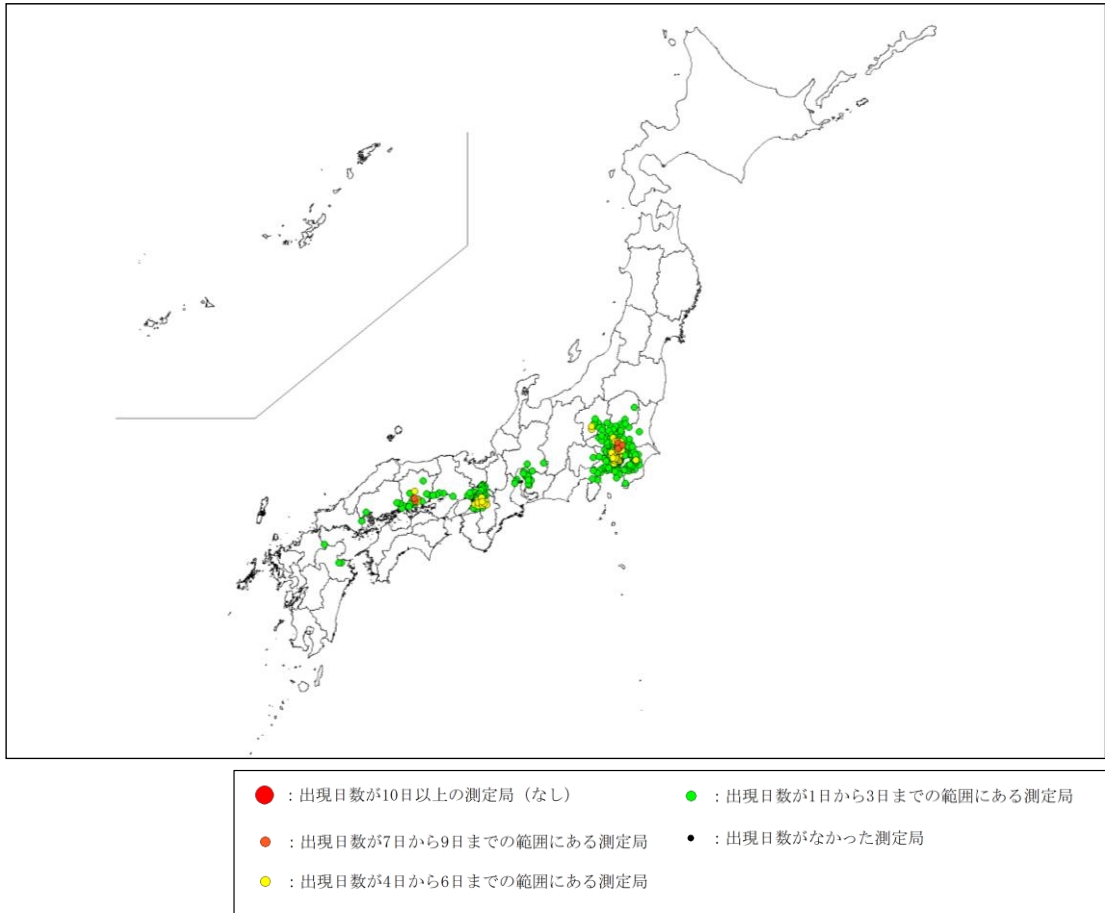 ：出現日数が10日以上の測定局（なし）
：出現日数が7日から9日までの範囲にある測定局
：出現日数が4日から6日までの範囲にある測定局
：出現日数が1日から3日までの範囲にある測定局
：出現日数がなかった測定局